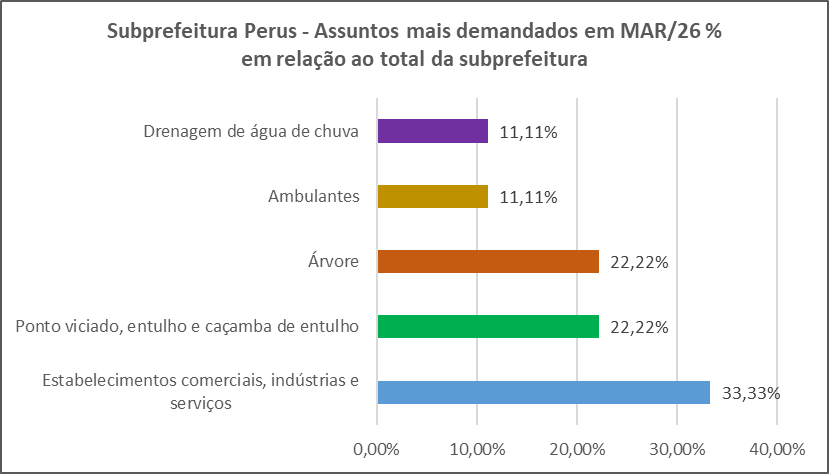 Subprefeitura Perus - Assuntos mais demandados em MAR/26 %
em relação ao total da subprefeitura
Drenagem de água de chuva
11,11%
Ambulantes
11,11%
Árvore
22,22%
Ponto viciado, entulho e caçamba de entulho
22,22%
Estabelecimentos comerciais, indústrias e
serviços
33,33%
0,00%
10,00%
20,00%
30,00%
40,00%